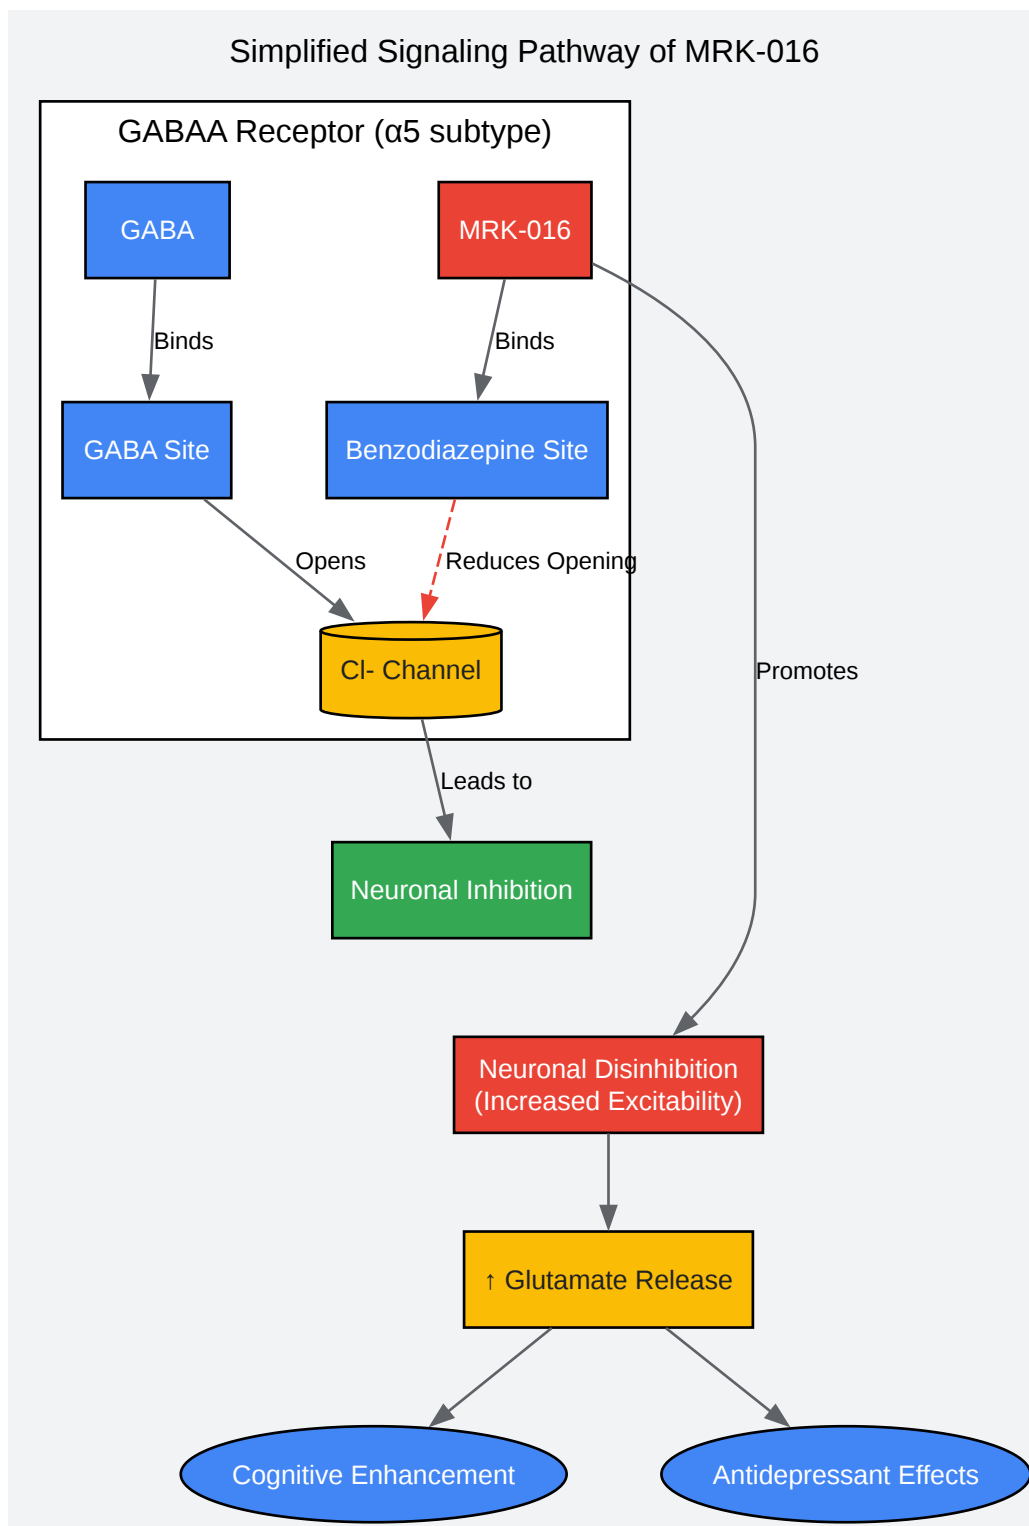 Simplified Signaling Pathway of MRK-016
GABAA Receptor (α5 subtype)
GABA
MRK-016
Binds
Binds
GABA Site
Benzodiazepine Site
Opens
Reduces Opening
Cl- Channel
Promotes
Leads to
Neuronal Inhibition
Neuronal Disinhibition
(Increased Excitability)
↑ Glutamate Release
Cognitive Enhancement
Antidepressant Effects